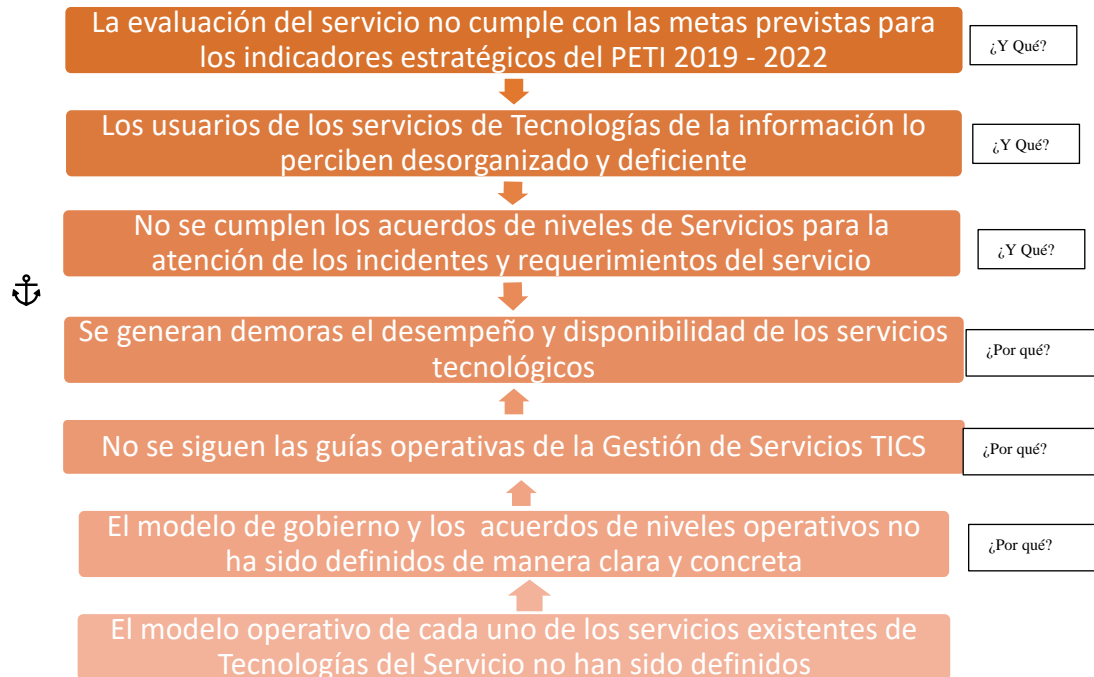 La evaluación del servicio no cumple con las metas previstas para
los indicadores estratégicos del PETI 2019 - 2022
¿Y Qué?
Los usuarios de los servicios de Tecnologías de la información lo
perciben desorganizado y deficiente
¿Y Qué?
No se cumplen los acuerdos de niveles de Servicios para la
atención de los incidentes y requerimientos del servicio
¿Y Qué?
Se generan demoras el desempeño y disponibilidad de los servicios
tecnológicos
¿Por qué?
No se siguen las guías operativas de la Gestión de Servicios TICS
¿Por qué?
El modelo de gobierno y los acuerdos de niveles operativos no
ha sido definidos de manera clara y concreta
¿Por qué?
El modelo operativo de cada uno de los servicios existentes de
Tecnologías del Servicio no han sido definidos